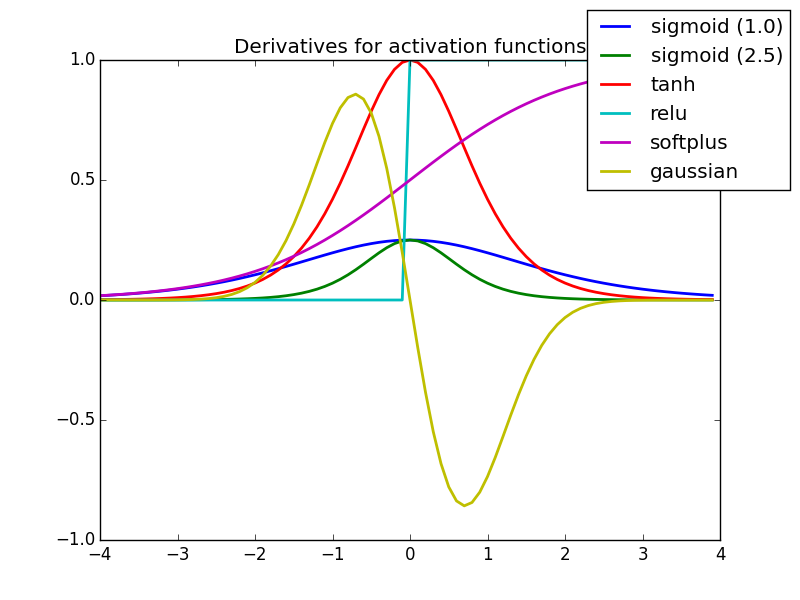 Derivatives for activation functions
sigmoid (1.0)
sigmoid (2.5)
tanh
relu
softplus
gaussian
1.0
0.5
0.0
−0.5
−1.0
−4 −3 −2 −1 0 1 2 3 4